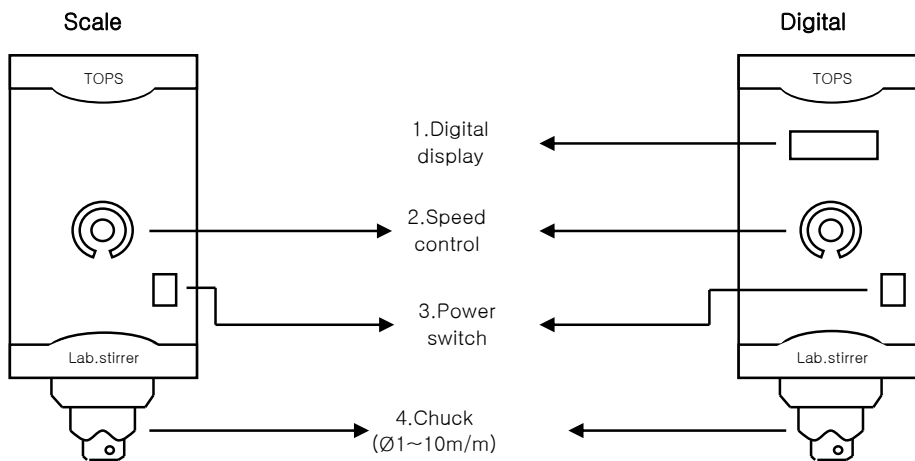 Scale
Digital
TOPS
TOPS
1.Digital
display
2.Speed
control
3.Power
switch
Lab.stirrer
Lab.stirrer
4.Chuck
(Ø1~10m/m)